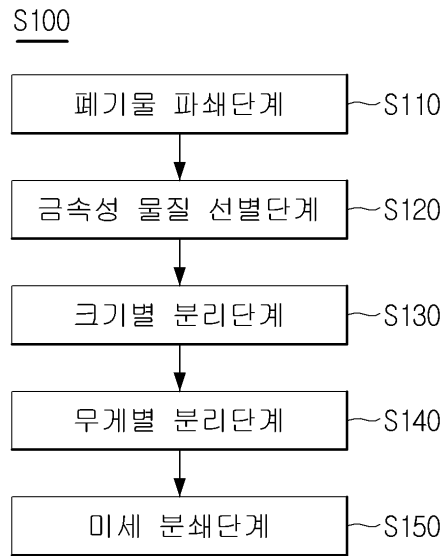 S100
폐기물 파쇄단계 S110
금속성 물질 선별단계 S120
크기별 분리단계 S130
무게별 분리단계 S140
미세 분쇄단계 S150